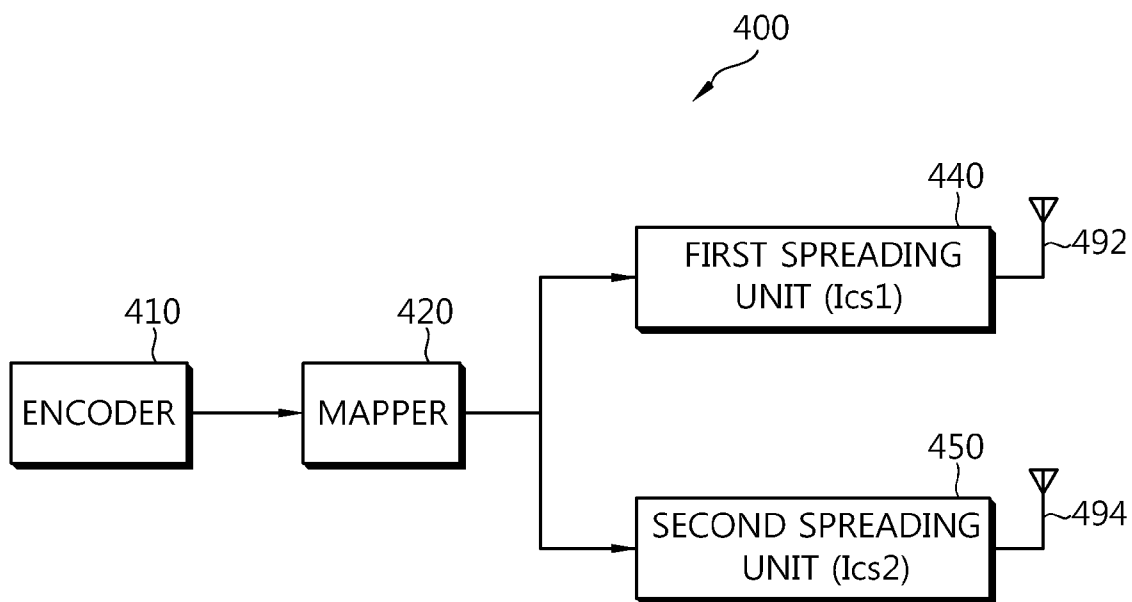 400
440
FIRST SPREADING
UNIT (Ics1)
492
410
ENCODER
420
MAPPER
450
SECOND SPREADING
UNIT (Ics2)
494